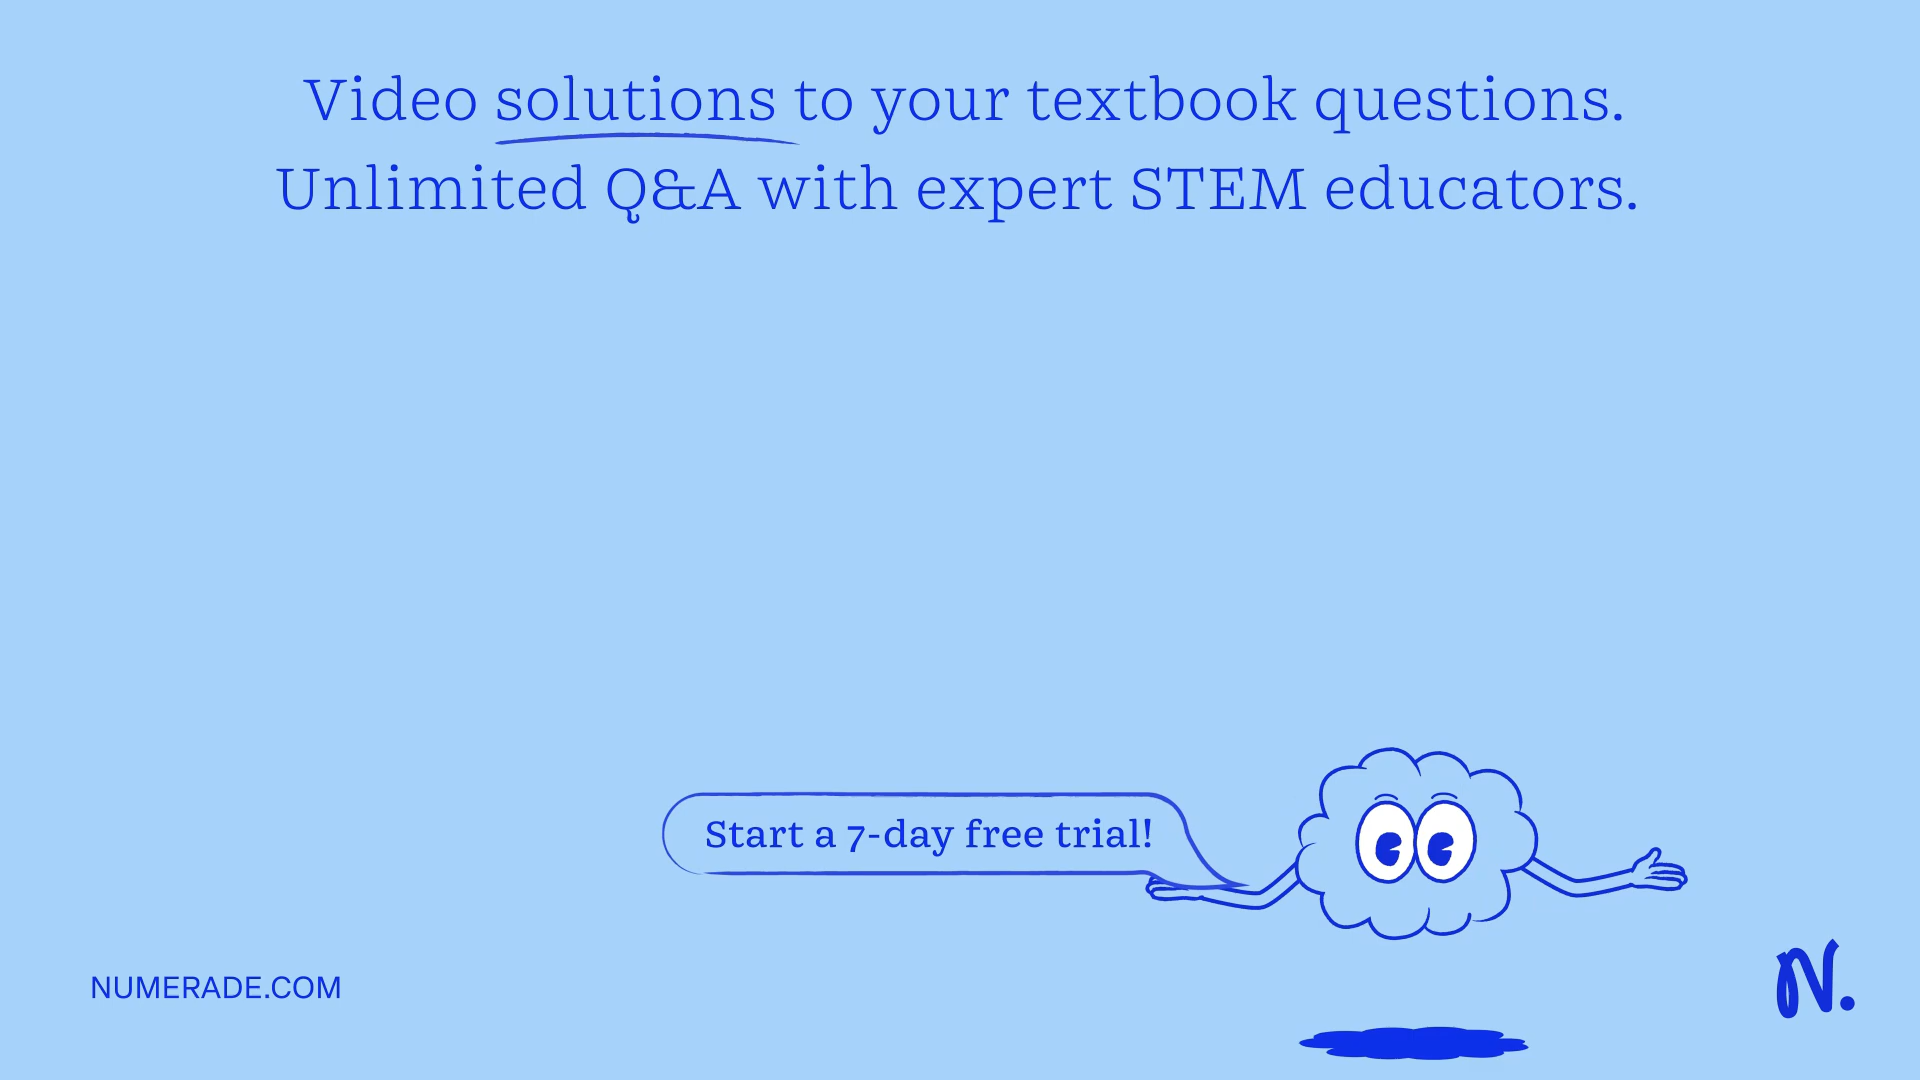 Video solutions to your textbook questions.
Unlimited Q&A with expert STEM educators.
Start a 7-day free trial!
NUMERADE.COM
N.